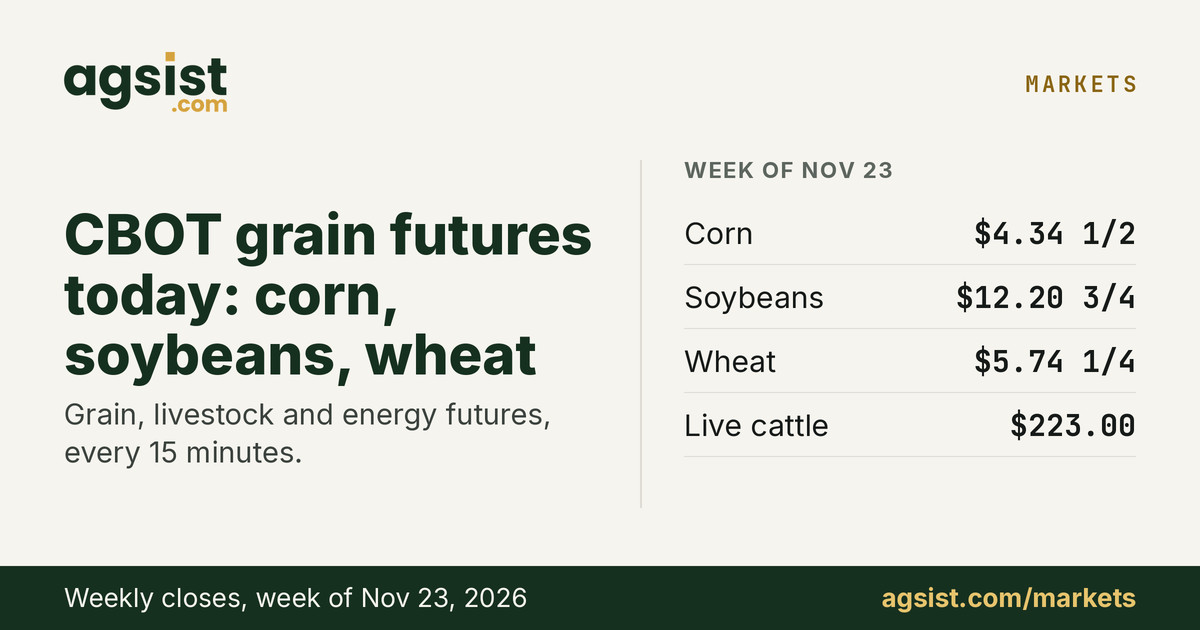 agsist
.com
MARKETS
CBOT grain futures
today: corn,
soybeans, wheat
Grain, livestock and energy futures,
every 15 minutes.
WEEK OF NOV 23
Corn $4.34 1/2
Soybeans $12.20 3/4
Wheat $5.74 1/4
Live cattle $223.00
Weekly closes, week of Nov 23, 2026
agsist.com/markets